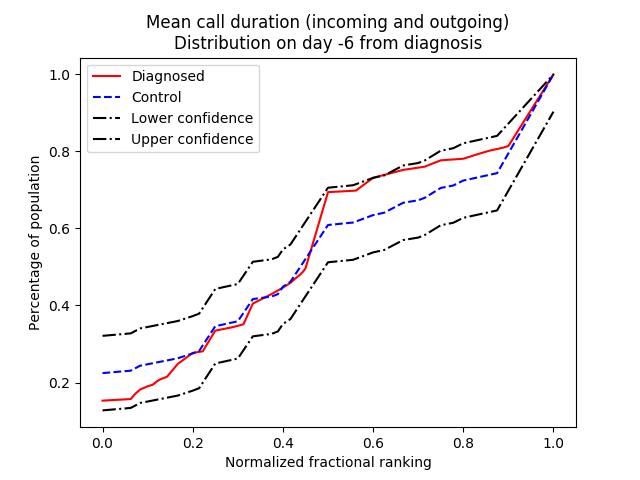 Mean call duration (incoming and outgoing)
Distribution on day -6 from diagnosis
Diagnosed
Control
Lower confidence
Upper confidence
Percentage of population
1.0
0.8
0.6
0.4
0.2
0.0 0.2 0.4 0.6 0.8 1.0
Normalized fractional ranking